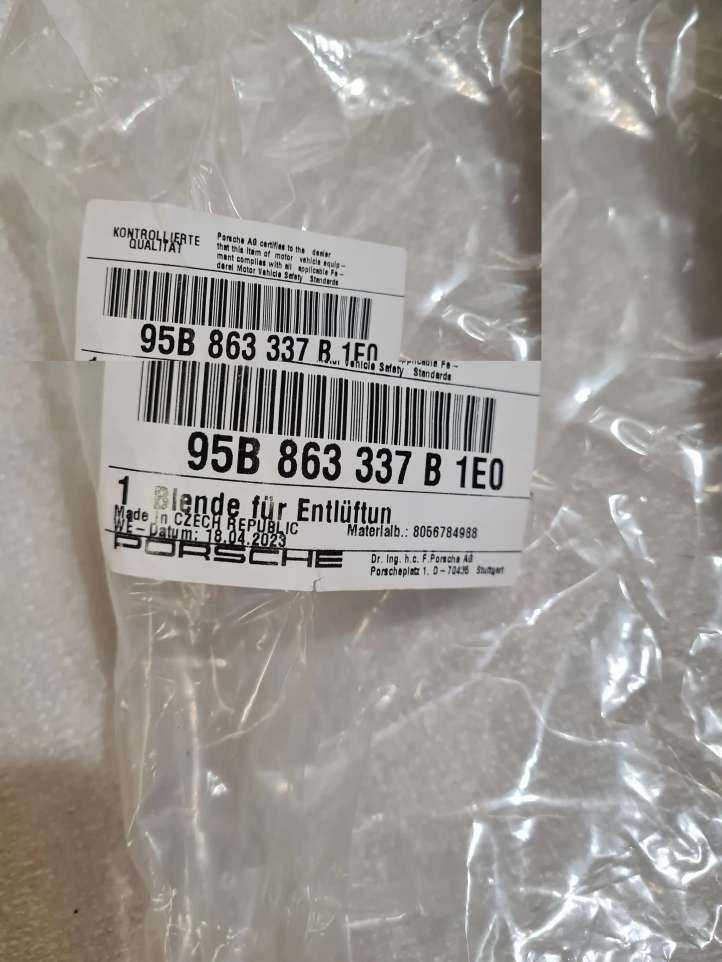 KONTROLLIERTE
QUALITÄT
Porsche AG certifies to the dealer
that this item of motor vehicle equip-
ment complies with all applicable Fe-
deral Motor Vehicle Safety Standards
95B 863 337 B 1E0
applicable Fe-
Motor Vehicle Safety Standards
95B 863 337 B 1E0
1 Blende für Entlüftun
Made in CZECH REPUBLIC
WE-Datum: 18.04.2023
Materialb.: 8056784988
PORSCHE
Dr. Ing. h.c. F.Porsche AG
Porscheplatz 1. D-70435 Stuttgart